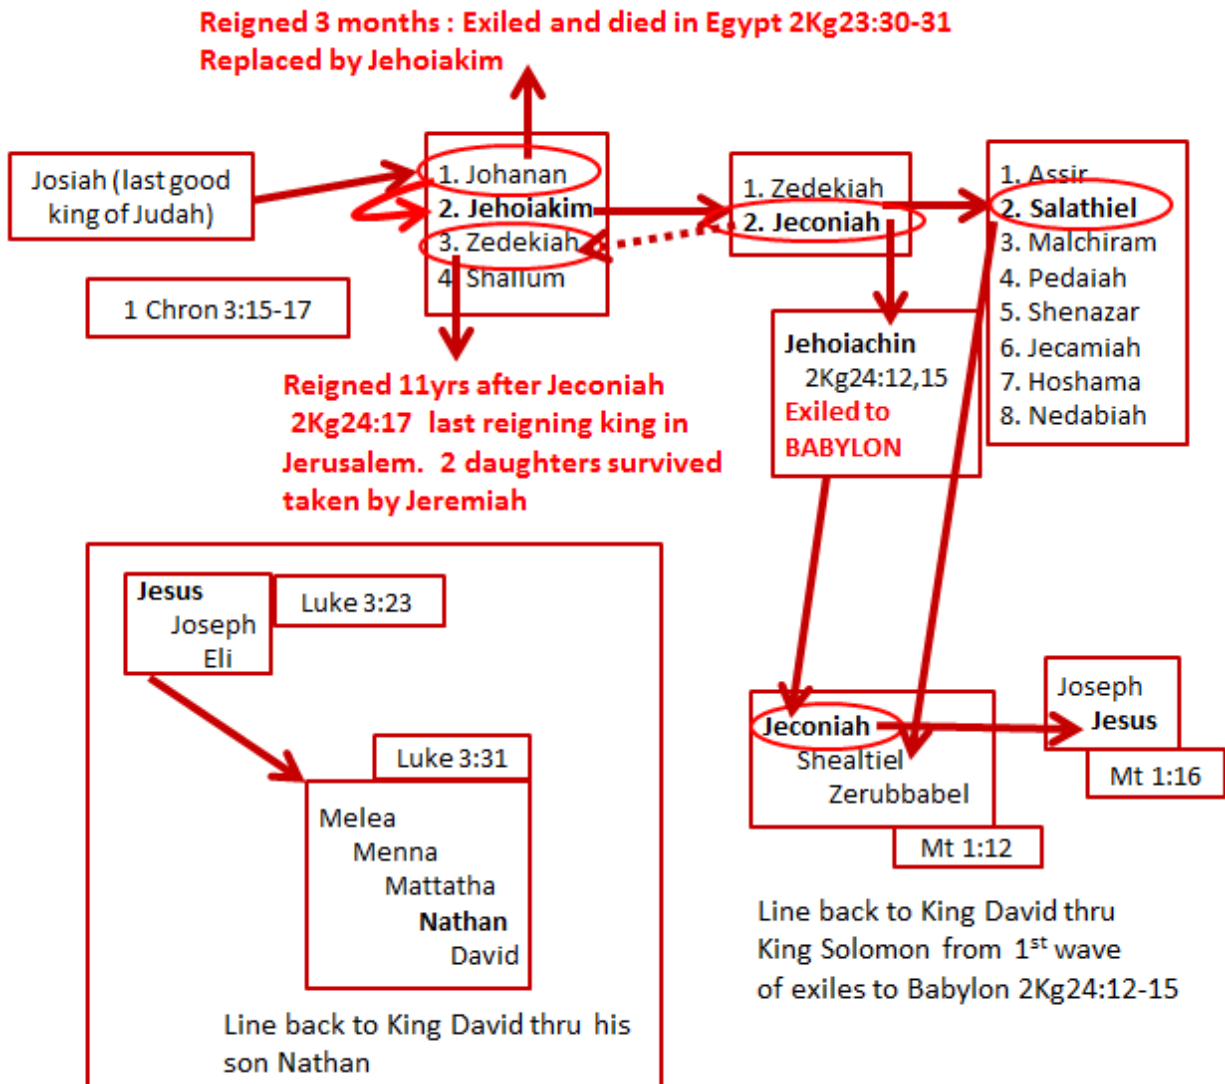 Reigned 3 months : Exiled and died in Egypt 2Kg23:30-31
Replaced by Jehoiakim
Josiah (last good
king of Judah)
1. Johanan
2. Jehoiakim
3. Zedekiah
4. Shallum
1. Zedekiah
2. Jeconiah
1. Assir
2. Salathiel
3. Malchiram
4. Pedaiah
5. Shenazar
6. Jecamiah
7. Hoshama
8. Nedabiah
1 Chron 3:15-17
Jehoiachin
2Kg24:12,15
Exiled to
BABYLON
Reigned 11yrs after Jeconiah
2Kg24:17 last reigning king in
Jerusalem. 2 daughters survived
taken by Jeremiah
Jesus
Joseph
Eli
Luke 3:23
Luke 3:31
Melea
Menna
Mattatha
Nathan
David
Line back to King David thru his
son Nathan
Jeconiah
Shealtiel
Zerubbabel
Mt 1:12
Joseph
Jesus
Mt 1:16
Line back to King David thru
King Solomon from 1st wave
of exiles to Babylon 2Kg24:12-15